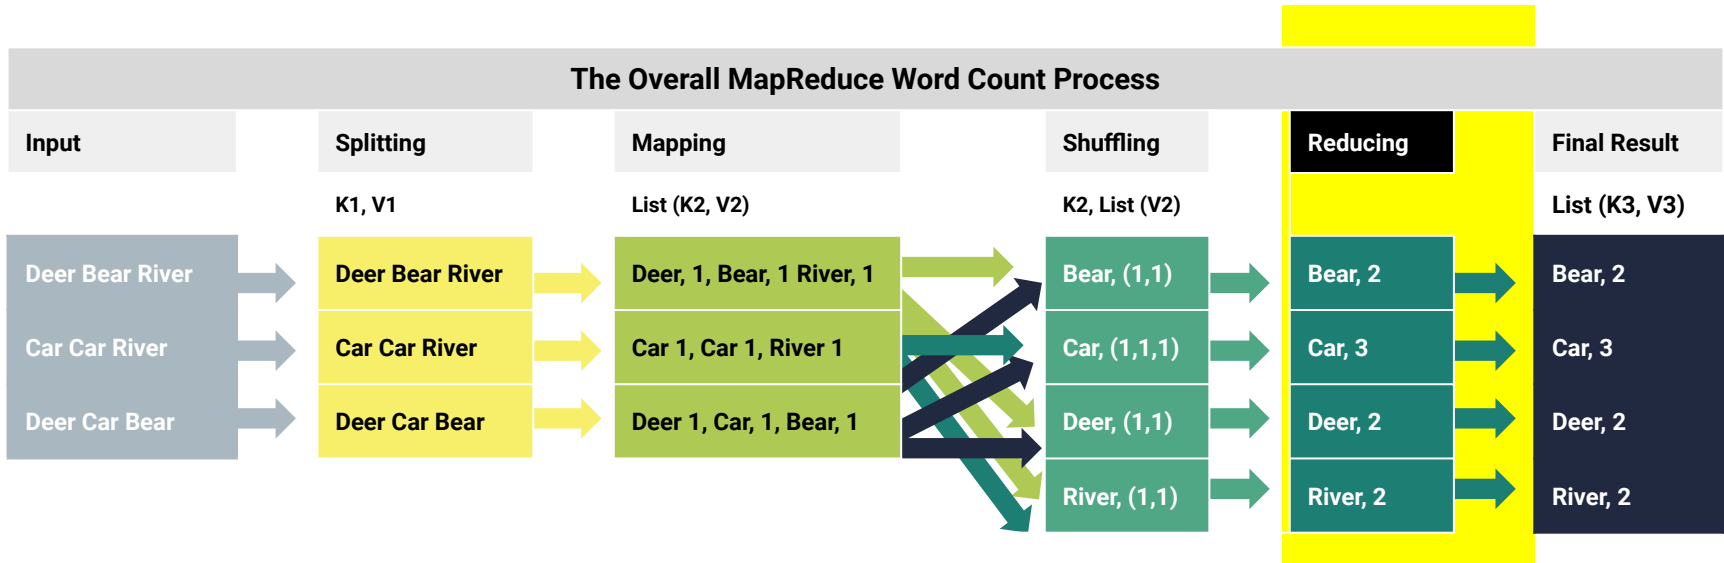 The Overall MapReduce Word Count Process
Input
Splitting
Mapping
Shuffling
Reducing
Final Result
K1, V1
List (K2, V2)
K2, List (V2)
List (K3, V3)
Deer Bear River
Deer Bear River
Deer, 1, Bear, 1 River, 1
Bear, (1,1)
Bear, 2
Bear, 2
Car Car River
Car Car River
Car 1, Car 1, River 1
Car, (1,1,1)
Car, 3
Car, 3
Deer Car Bear
Deer Car Bear
Deer 1, Car, 1, Bear, 1
Deer, (1,1)
Deer, 2
Deer, 2
River, (1,1)
River, 2
River, 2